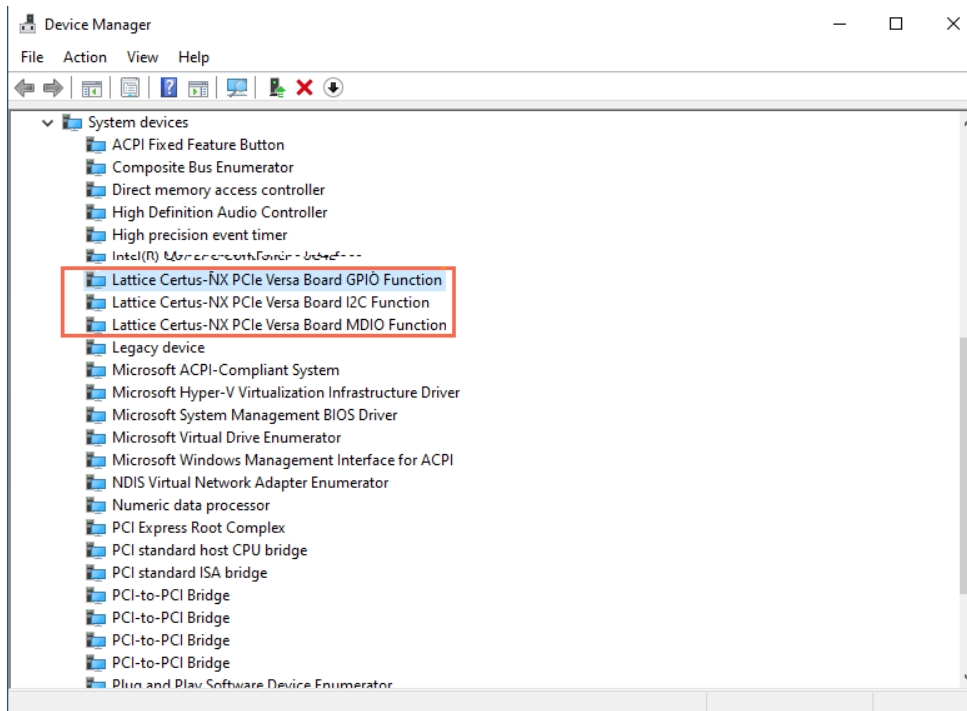 Device Manager
File Action View Help
System devices
ACPI Fixed Feature Button
Composite Bus Enumerator
Direct memory access controller
High Definition Audio Controller
High precision event timer
Intel(R)
Lattice Certus-NX PCIe Versa Board GPIO Function
Lattice Certus-NX PCIe Versa Board I2C Function
Lattice Certus-NX PCIe Versa Board MDIO Function
Legacy device
Microsoft ACPI-Compliant System
Microsoft Hyper-V Virtualization Infrastructure Driver
Microsoft System Management BIOS Driver
Microsoft Virtual Drive Enumerator
Microsoft Windows Management Interface for ACPI
NDIS Virtual Network Adapter Enumerator
Numeric data processor
PCI Express Root Complex
PCI standard host CPU bridge
PCI standard ISA bridge
PCI-to-PCI Bridge
PCI-to-PCI Bridge
PCI-to-PCI Bridge
PCI-to-PCI Bridge
Plug and Play Software Device Enumerator